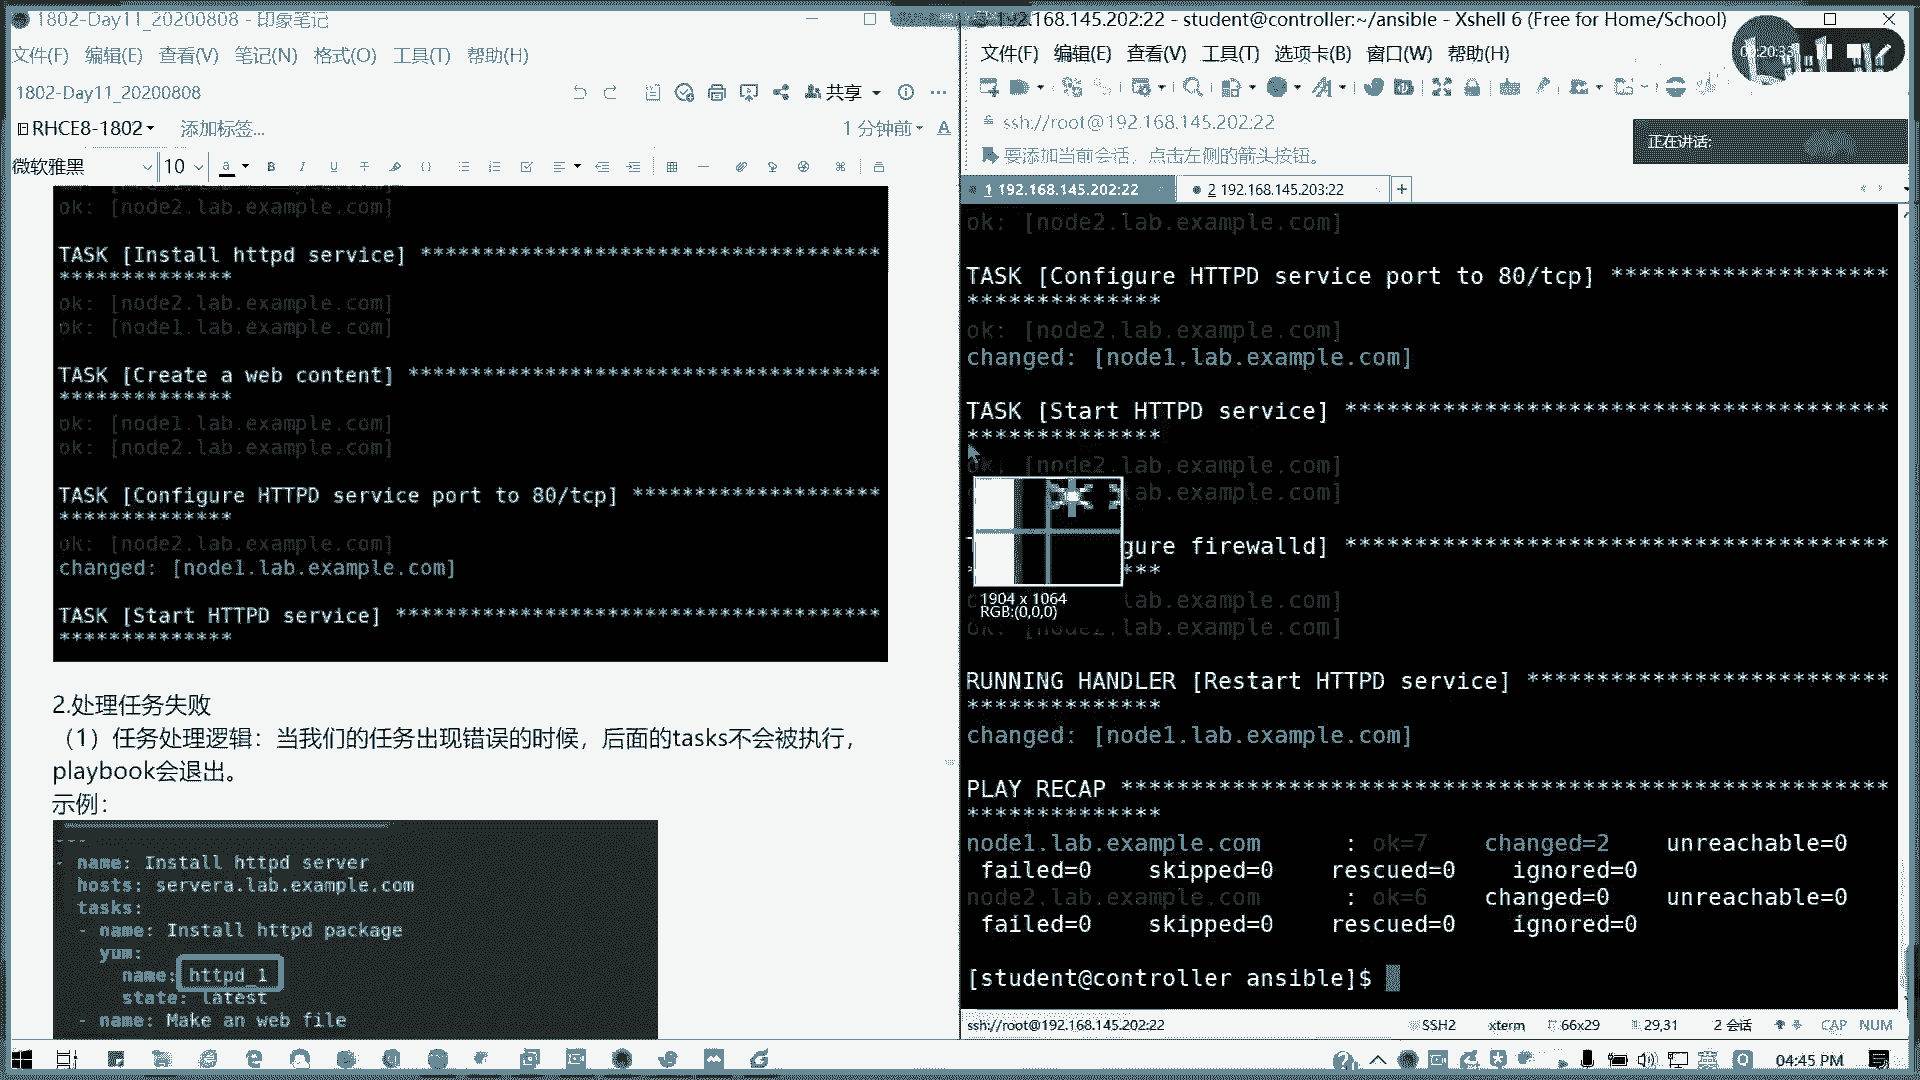 1802-Day11_20200808 - 印象笔记
文件(F) 编辑(E) 查看(V) 笔记(N) 格式(O) 工具(T) 帮助(H)
1802-Day11_20200808
共享
RHCE8-1802 添加标签...
1 分钟前
微软雅黑 10
ok: [node2.lab.example.com]
TASK [Install httpd service] *************************************
**************
ok: [node2.lab.example.com]
ok: [node1.lab.example.com]
TASK [Create a web content] **************************************
**************
ok: [node1.lab.example.com]
ok: [node2.lab.example.com]
TASK [Configure HTTPD service port to 80/tcp] ********************
**************
ok: [node2.lab.example.com]
changed: [node1.lab.example.com]
TASK [Start HTTPD service] ***************************************
**************
2.处理任务失败
（1）任务处理逻辑：当我们的任务出现错误的时候，后面的tasks不会被执行，
playbook会退出。
示例：
---
- name: Install httpd server
hosts: servera.lab.example.com
tasks:
- name: Install httpd package
yum:
name: httpd_1
state: latest
- name: Make an web file
192.168.145.202:22 - student@controller:~/ansible - Xshell 6 (Free for Home/School)
文件(F) 编辑(E) 查看(V) 工具(T) 选项卡(B) 窗口(W) 帮助(H)
00:20:33
ssh://root@192.168.145.202:22
正在讲话:
要添加当前会话，点击左侧的箭头按钮。
1 192.168.145.202:22
2 192.168.145.203:22
+
ok: [node2.lab.example.com]
TASK [Configure HTTPD service port to 80/tcp] ********************
**************
ok: [node2.lab.example.com]
changed: [node1.lab.example.com]
TASK [Start HTTPD service] ***************************************
**************
[node2.lab.example.com]
.lab.example.com]
gure firewalld] ***************************************
***
.lab.example.com]
.lab.example.com]
1904 x 1064
RGB:(0,0,0)
RUNNING HANDLER [Restart HTTPD service] **************************
**************
changed: [node1.lab.example.com]
PLAY RECAP *******************************************************
**************
node1.lab.example.com : ok=7 changed=2 unreachable=0
failed=0 skipped=0 rescued=0 ignored=0
node2.lab.example.com : ok=6 changed=0 unreachable=0
failed=0 skipped=0 rescued=0 ignored=0
[student@controller ansible]$
ssh://root@192.168.145.202:22
SSH2 xterm 66x29 29,31 2 会话 CAP NUM
04:45 PM